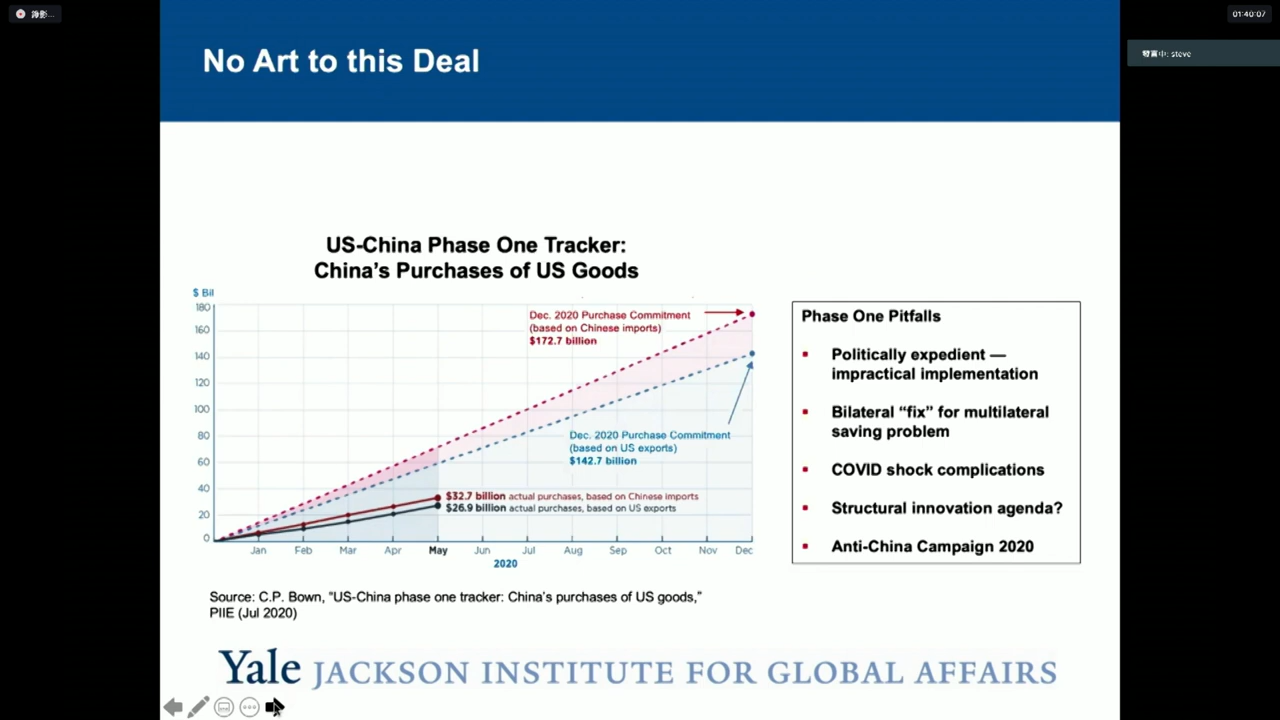 錄影...
01:40:07
發言中: steve
No Art to this Deal
US-China Phase One Tracker:
China's Purchases of US Goods
$ Bil
180
160
140
120
100
80
60
40
20
0
Dec. 2020 Purchase Commitment
(based on Chinese imports)
$172.7 billion
Dec. 2020 Purchase Commitment
(based on US exports)
$142.7 billion
$32.7 billion actual purchases, based on Chinese imports
$26.9 billion actual purchases, based on US exports
Jan Feb Mar Apr May Jun Jul Aug Sep Oct Nov Dec
2020
Source: C.P. Bown, “US-China phase one tracker: China's purchases of US goods,”
PIIE (Jul 2020)
Phase One Pitfalls
Politically expedient —
impractical implementation
Bilateral “fix” for multilateral
saving problem
COVID shock complications
Structural innovation agenda?
Anti-China Campaign 2020
Yale JACKSON INSTITUTE FOR GLOBAL AFFAIRS